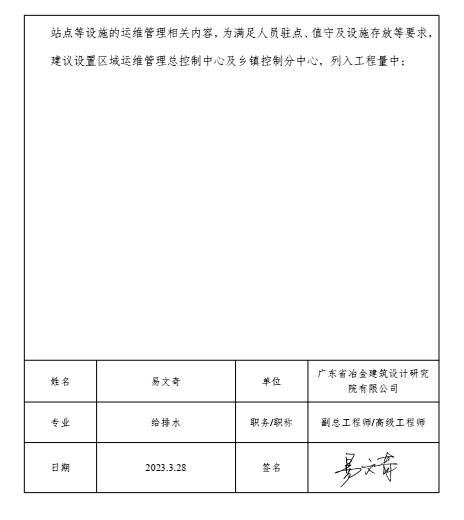 站点等设施的运维管理相关内容，为满足人员驻点、值守及设施存放等要求，
建议设置区域运维管理总控制中心及乡镇控制分中心，列入工程量中；
姓名 易文奇 单位 广东省冶金建筑设计研究
院有限公司
专业 给排水 职务/职称 副总工程师/高级工程师
日期 2023.3.28 签名 易文奇